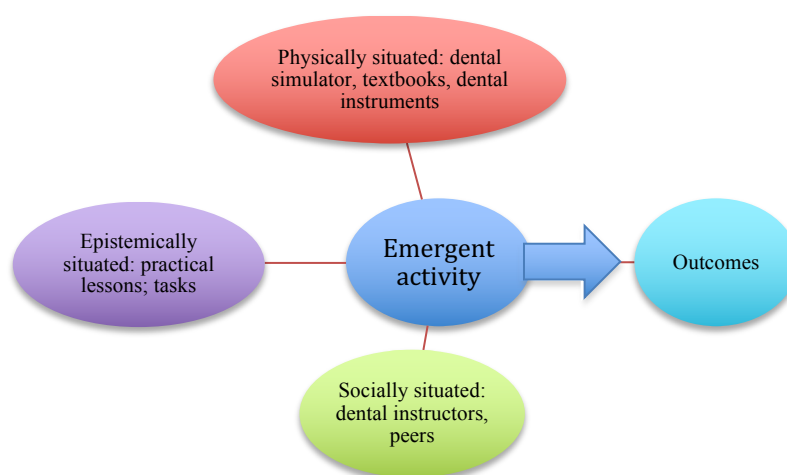 Physically situated: dental
simulator, textbooks, dental
instruments
Epistemically
situated: practical
lessons; tasks
Emergent
activity
Outcomes
Socially situated:
dental instructors,
peers